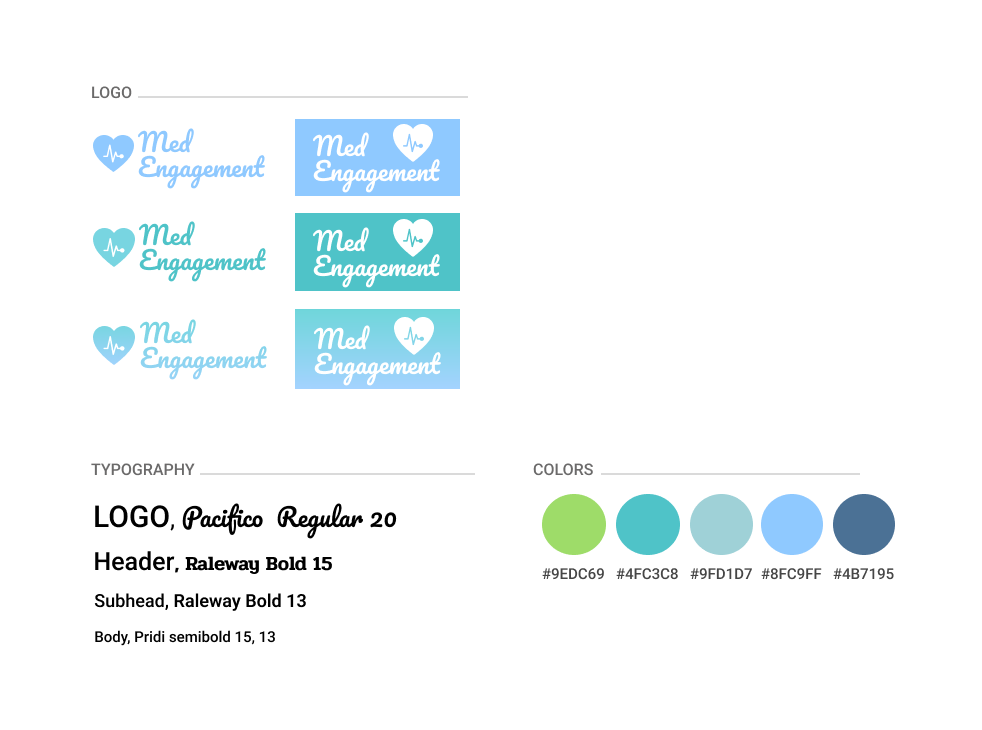 LOGO
Med
Engagement
Med
Engagement
Med
Engagement
Med
Engagement
Med
Engagement
Med
Engagement
TYPOGRAPHY
LOGO, Pacifico Regular 20
Header, Raleway Bold 15
Subhead, Raleway Bold 13
Body, Pridi semibold 15, 13
COLORS
#9EDC69 #4FC3C8 #9FD1D7 #8FC9FF #4B7195